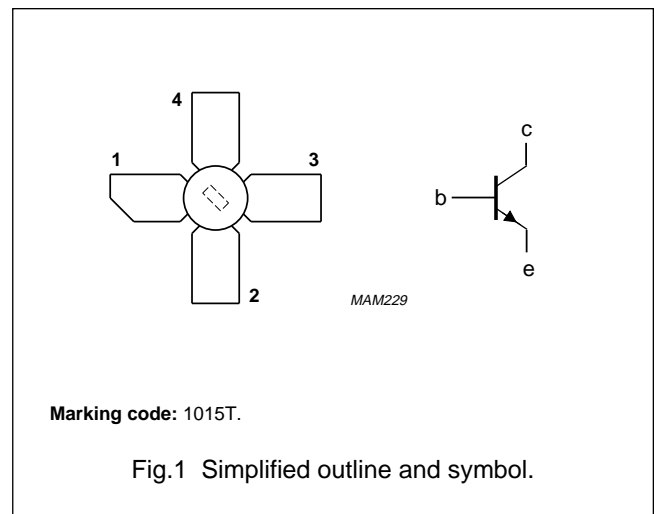 4
1
3
c
b
e
2
MAM229
Marking code: 1015T.
Fig.1 Simplified outline and symbol.